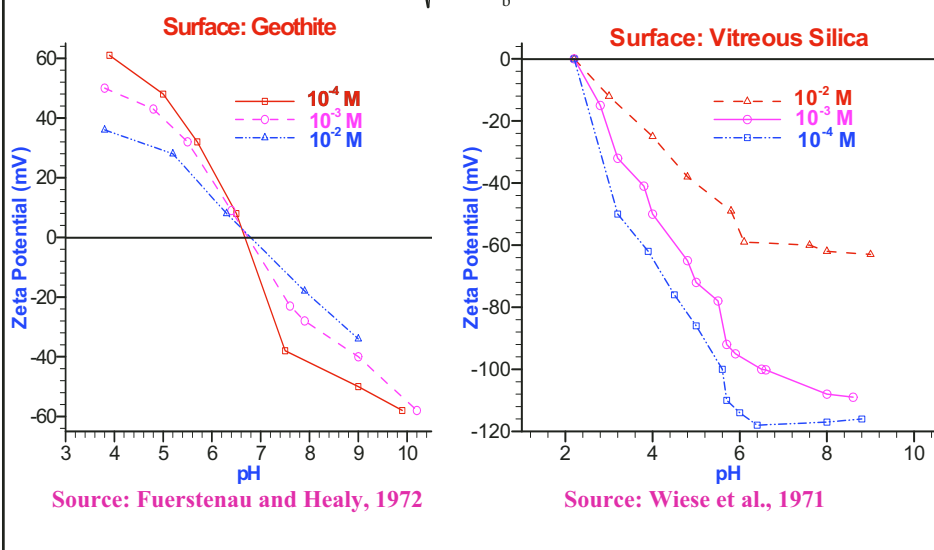 b
Surface: Geothite
60
40
20
0
-20
-40
-60
Zeta Potential (mV)
10-4 M
10-3 M
10-2 M
3 4 5 6 7 8 9 10
pH
Source: Fuerstenau and Healy, 1972
Surface: Vitreous Silica
0
-20
-40
-60
-80
-100
-120
Zeta Potential (mV)
10-2 M
10-3 M
10-4 M
2 4 6 8 10
pH
Source: Wiese et al., 1971